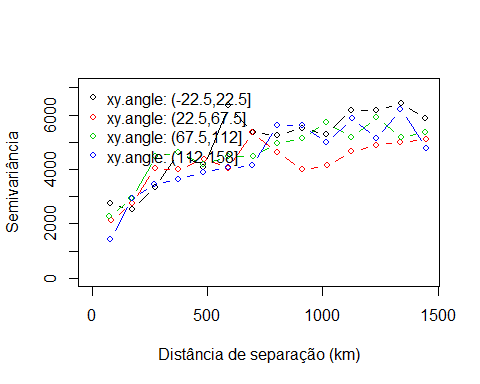 xy.angle: (-22.5,22.5]
xy.angle: (22.5,67.5]
xy.angle: (67.5,112]
xy.angle: (112,158]
Semivariância
0
2000
4000
6000
0
500
1000
1500
Distância de separação (km)